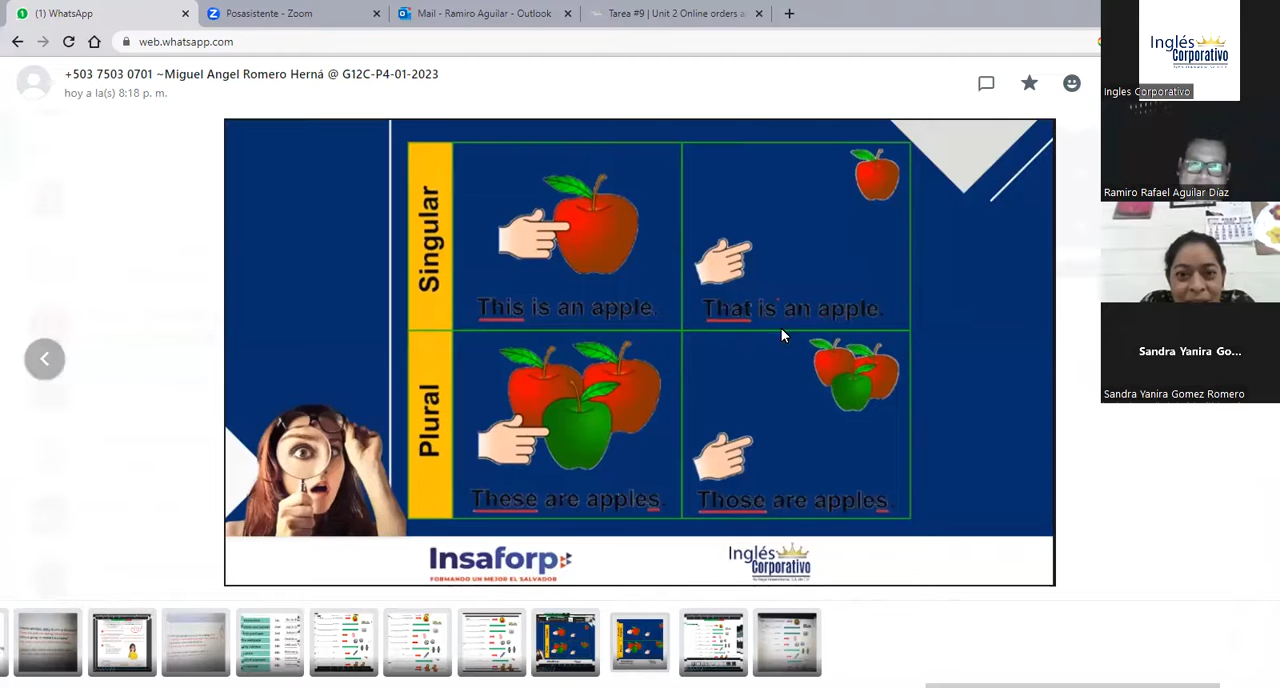 (1) WhatsApp
Posasistente - Zoom
Mail - Ramiro Aguilar - Outlook
Tarea #9 | Unit 2 Online orders a
web.whatsapp.com
+503 7503 0701 ~Miguel Angel Romero Herná @ G12C-P4-01-2023
hoy a la(s) 8:18 p. m.
Singular
This is an apple.
That is an apple.
Plural
These are apples.
Those are apples.
Insaforp
FORMANDO UN MEJOR EL SALVADOR
Inglés
Corporativo
Inglés
Corporativo
Ingles Corporativo
Ramiro Rafael Aguilar Díaz
Sandra Yanira Go...
Sandra Yanira Gomez Romero